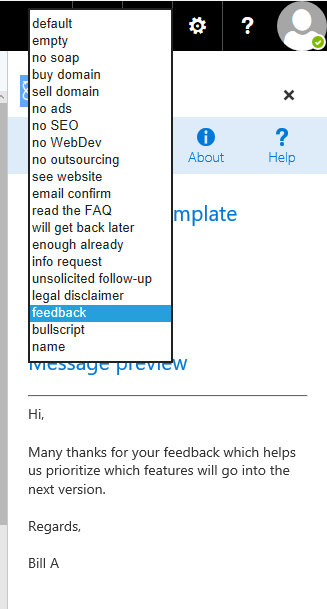 default
empty
no soap
buy domain
sell domain
no ads
no SEO
no WebDev
no outsourcing
see website
email confirm
read the FAQ
will get back later
enough already
info request
unsolicited follow-up
legal disclaimer
feedback
bullscript
name
?
About
Help
mplate
Message preview
Hi,
Many thanks for your feedback which helps
us prioritize which features will go into the
next version.
Regards,
Bill A